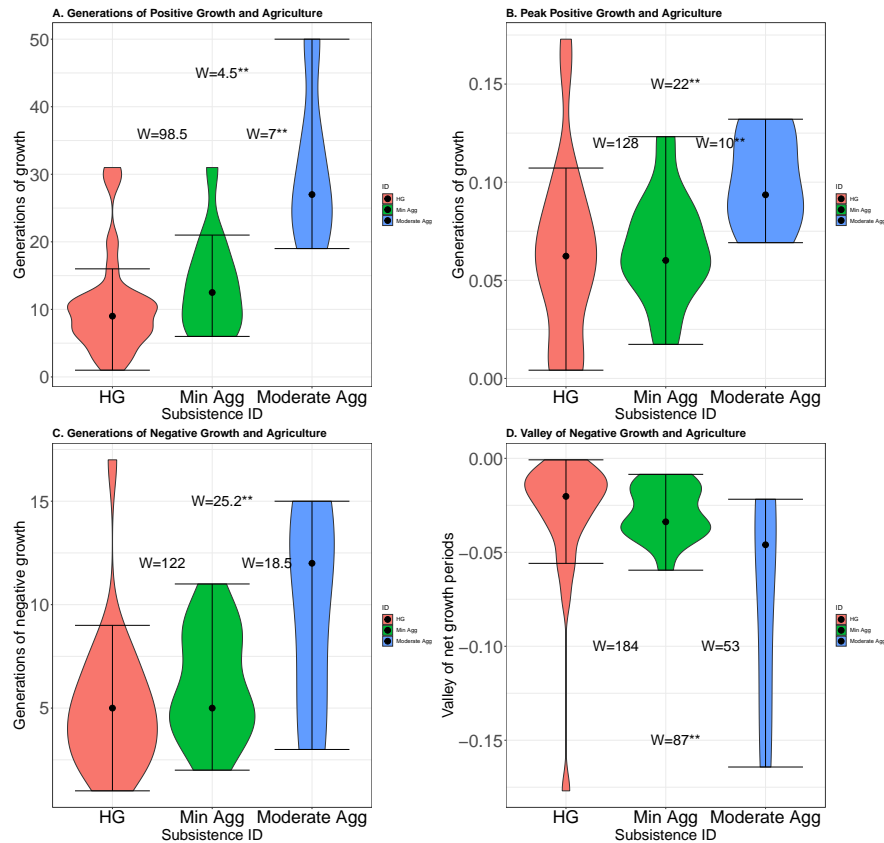 A. Generations of Positive Growth and Agriculture
Generations of growth
50
40
30
20
10
0
W=4.5**
W=98.5
W=7**
HG
Min Agg
Moderate Agg
Subsistence ID
ID
HG
Min Agg
Moderate Agg
B. Peak Positive Growth and Agriculture
Generations of growth
0.15
0.10
0.05
0.00
W=22**
W=128
W=10**
HG
Min Agg
Moderate Agg
Subsistence ID
ID
HG
Min Agg
Moderate Agg
C. Generations of Negative Growth and Agriculture
Generations of negative growth
15
10
5
W=25.2**
W=122
W=18.5
HG
Min Agg
Moderate Agg
Subsistence ID
ID
HG
Min Agg
Moderate Agg
D. Valley of Negative Growth and Agriculture
Valley of net growth periods
0.00
−0.05
−0.10
−0.15
W=184
W=53
W=87**
HG
Min Agg
Moderate Agg
Subsistence ID
ID
HG
Min Agg
Moderate Agg